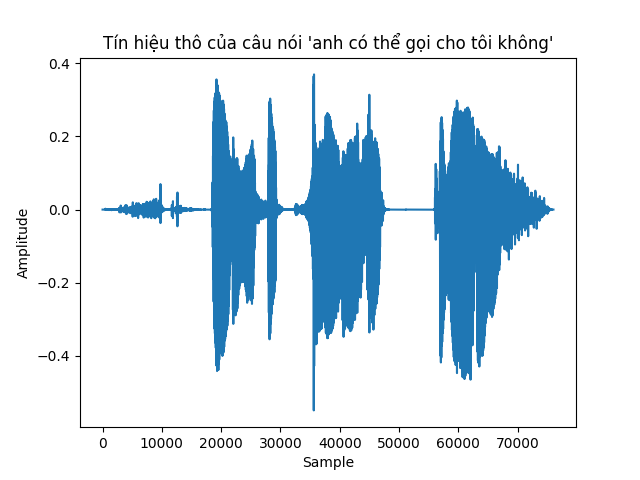 Tín hiệu thô của câu nói 'anh có thể gọi cho tôi không'
0.4
0.2
0.0
−0.2
−0.4
Amplitude
0 10000 20000 30000 40000 50000 60000 70000
Sample